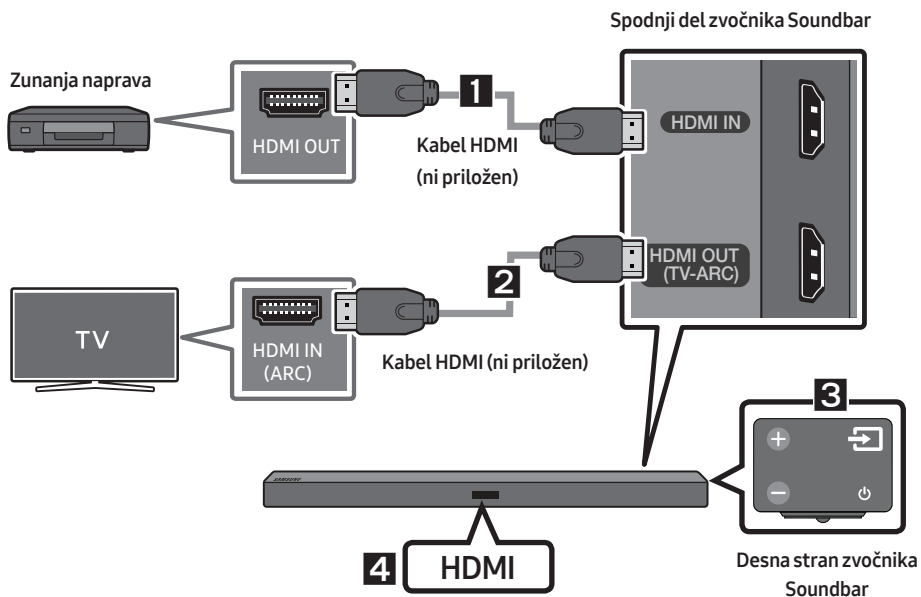 Spodnji del zvočnika Soundbar
Zunanja naprava
HDMI OUT
1
Kabel HDMI
(ni priložen)
HDMI IN
HDMI OUT
(TV-ARC)
2
TV
HDMI IN
(ARC)
Kabel HDMI (ni priložen)
3
SAMSUNG
4
HDMI
Desna stran zvočnika
Soundbar